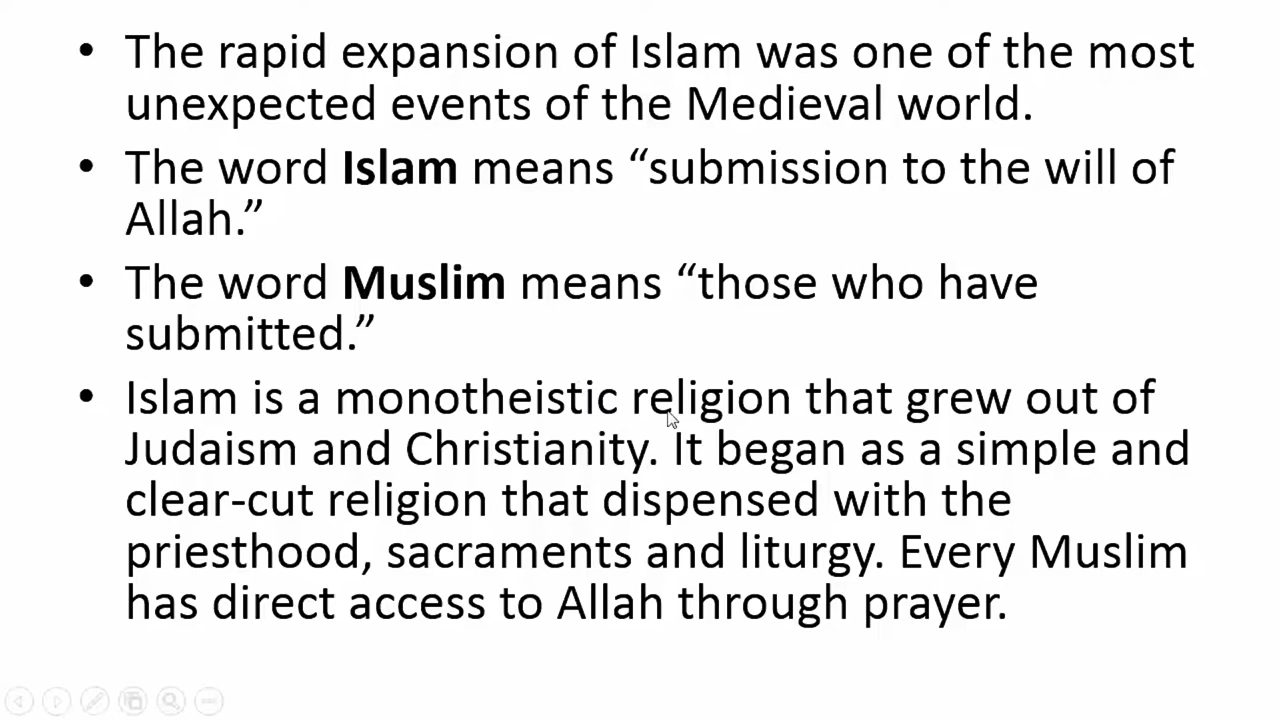 • The rapid expansion of Islam was one of the most
unexpected events of the Medieval world.
• The word Islam means “submission to the will of
Allah.”
• The word Muslim means “those who have
submitted.”
• Islam is a monotheistic religion that grew out of
Judaism and Christianity. It began as a simple and
clear-cut religion that dispensed with the
priesthood, sacraments and liturgy. Every Muslim
has direct access to Allah through prayer.